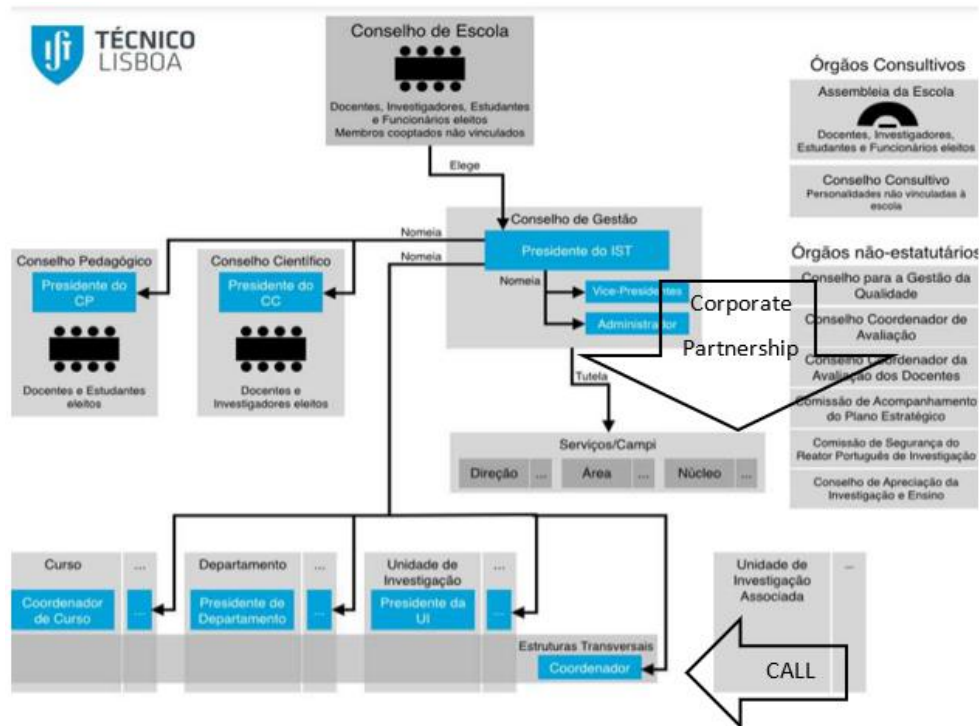 TÉCNICO
LISBOA
Conselho de Escola
Docentes, Investigadores, Estudantes
e Funcionários eleitos
Membros cooptados não vinculados
Órgãos Consultivos
Assembleia da Escola
Docentes, Investigadores,
Estudantes e Funcionários eleitos
Conselho Consultivo
Personalidades não vinculadas à
escola
Elege
Conselho de Gestão
Presidente do IST
Nomeia
Nomeia
Nomeia
Vice-Presidentes
Administrador
Conselho Pedagógico
Presidente do
CP
Docentes e Estudantes
eleitos
Conselho Científico
Presidente do
CC
Docentes e
Investigadores eleitos
Corporate
Partnership
Órgãos não-estatutários
Conselho para a Gestão da
Qualidade
Conselho Coordenador de
Avaliação
Conselho Coordenador da
Avaliação dos Docentes
Comissão de Acompanhamento
do Plano Estratégico
Comissão de Segurança do
Reator Português de Investigação
Conselho de Apreciação da
Investigação e Ensino
Tutela
Serviços/Campi
Direção ... Área ... Núcleo ...
Curso ...
Coordenador
de Curso ...
Departamento ...
Presidente de
Departamento ...
Unidade de
Investigação ...
Presidente da
UI ...
Estruturas Transversais
Coordenador
Unidade de
Investigação
Associada ...
CALL